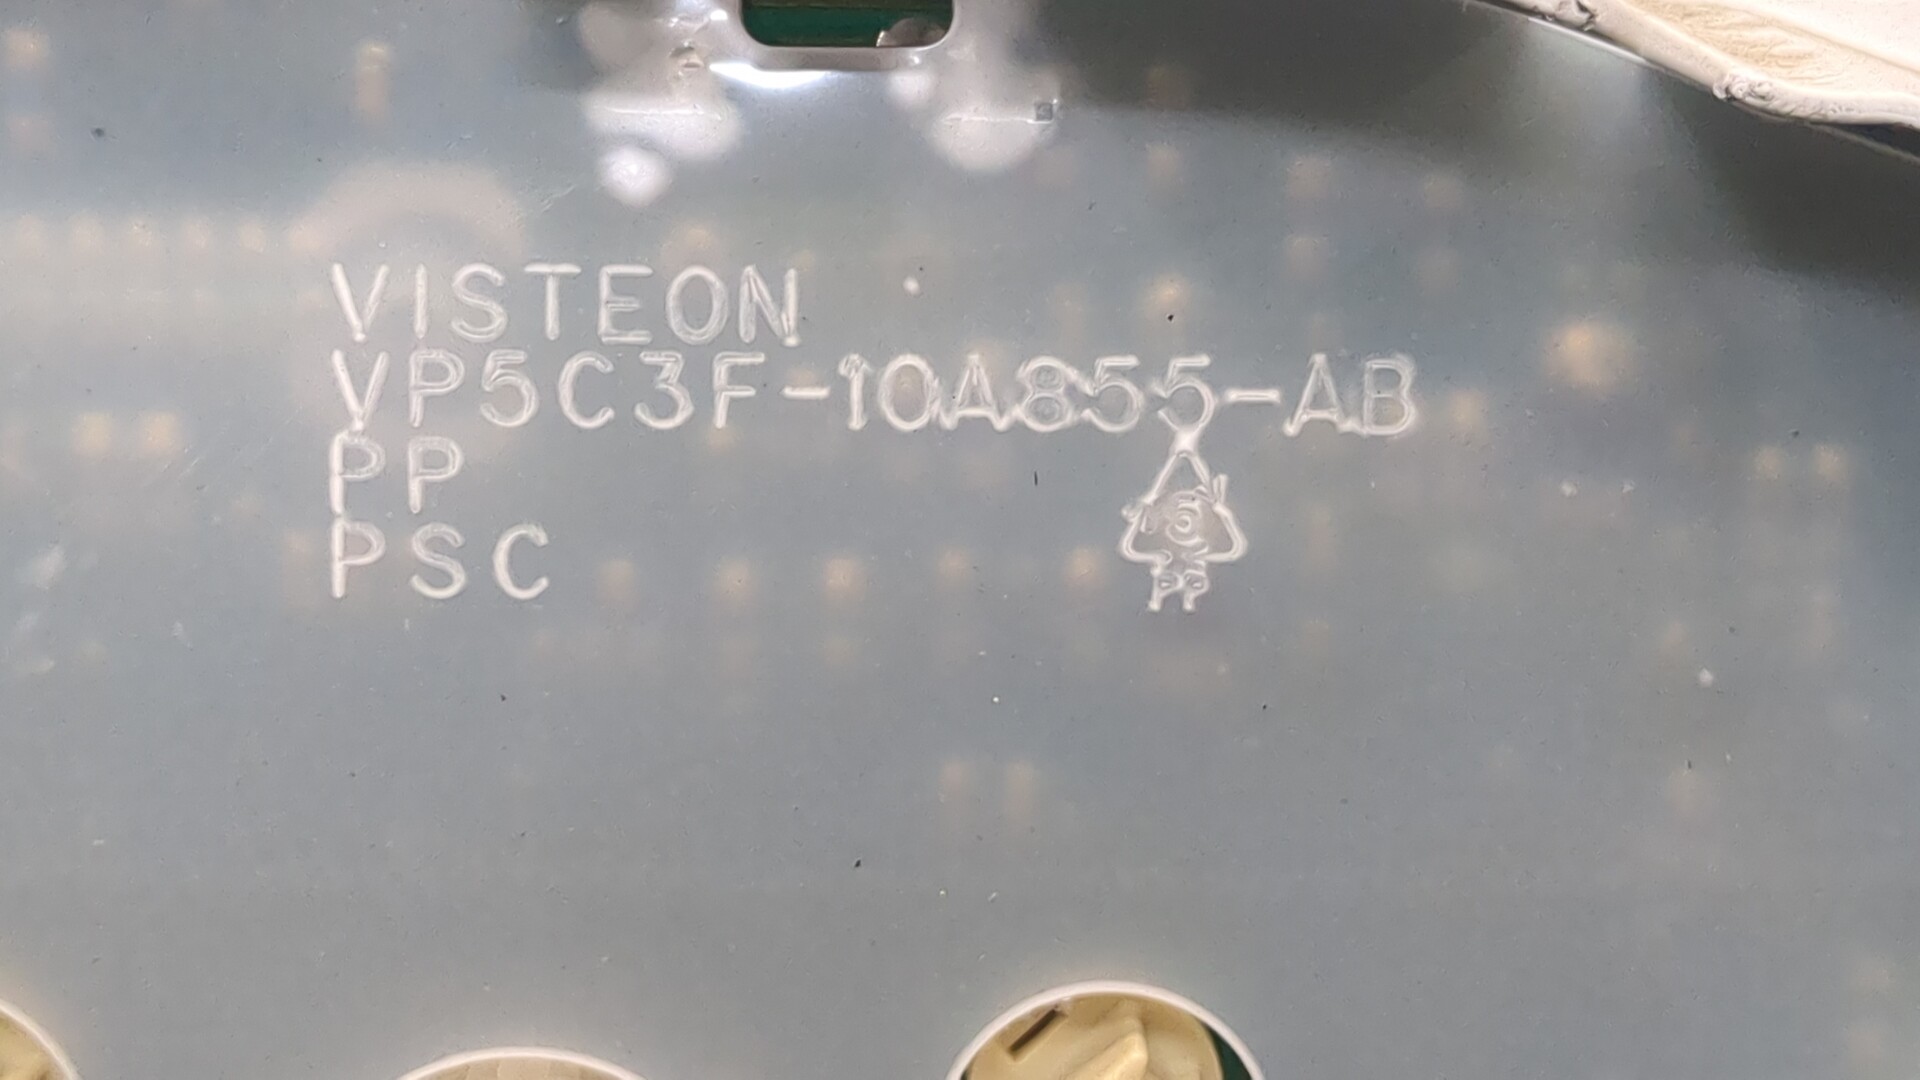 VISTEON
VP5C3F-10A855-AB
PP
PSC
5
PP